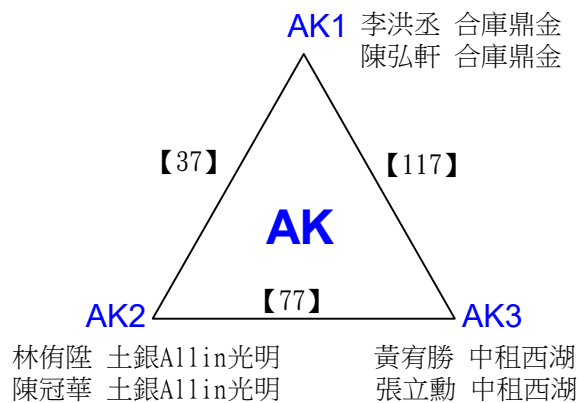 AK1 李洪丞 合庫鼎金
陳弘軒 合庫鼎金
【37】 【117】
AK
【77】
AK2 AK3
林侑陞 土銀Allin光明 黃宥勝 中租西湖
陳冠華 土銀Allin光明 張立勳 中租西湖